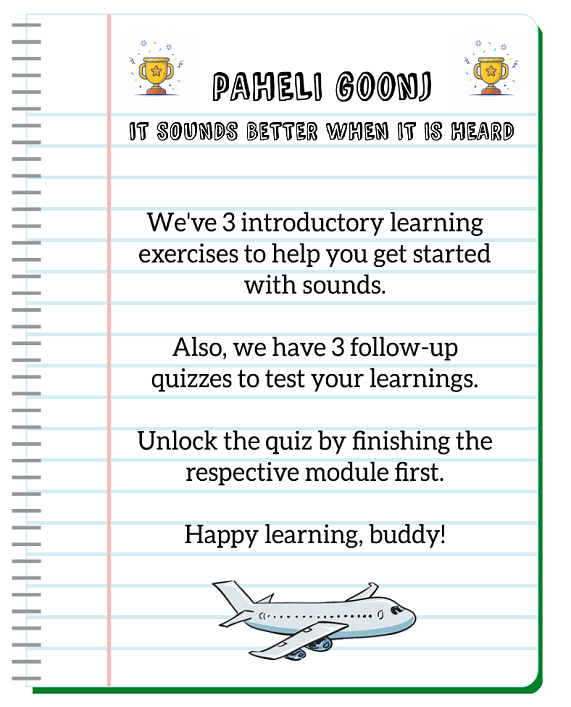 PAHELI GOONJ
IT SOUNDS BETTER WHEN IT IS HEARD
We've 3 introductory learning
exercises to help you get started
with sounds.
Also, we have 3 follow-up
quizzes to test your learnings.
Unlock the quiz by finishing the
respective module first.
Happy learning, buddy!